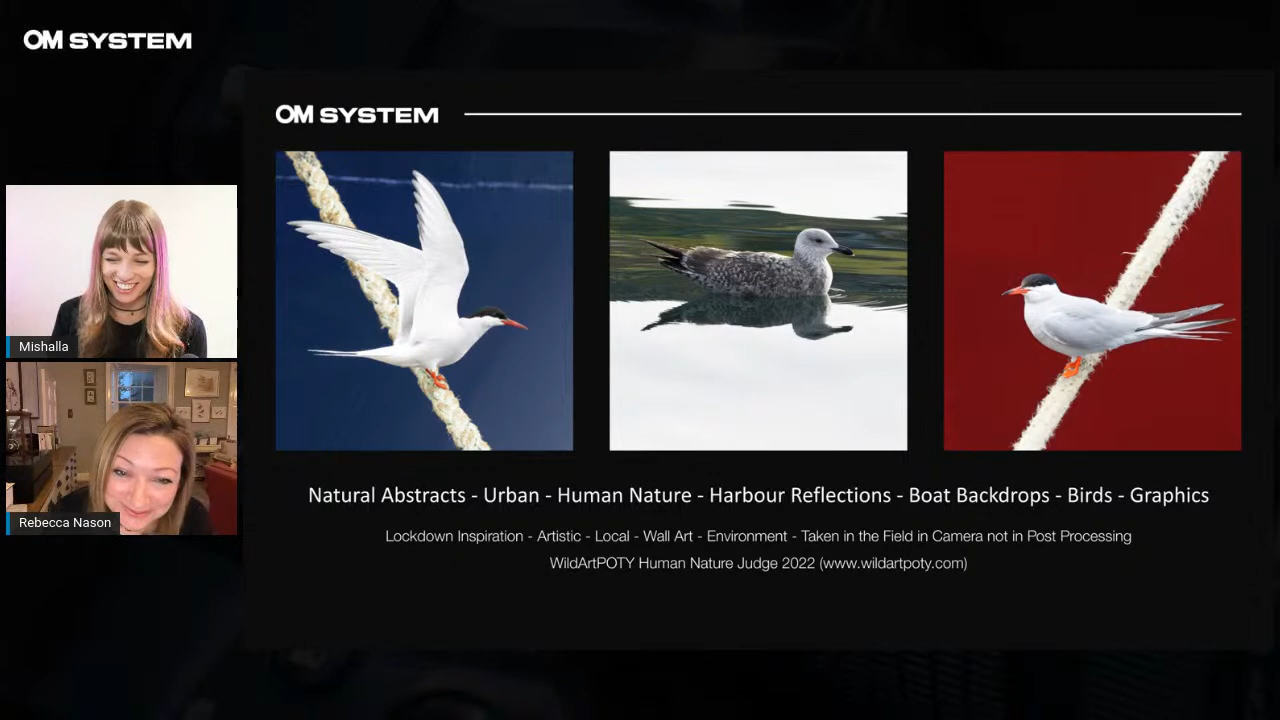 OM SYSTEM
OM SYSTEM
Mishalla
Rebecca Nason
Natural Abstracts - Urban - Human Nature - Harbour Reflections - Boat Backdrops - Birds - Graphics
Lockdown Inspiration - Artistic - Local - Wall Art - Environment - Taken in the Field in Camera not in Post Processing
WildArtPOTY Human Nature Judge 2022 (www.wildartpoty.com)